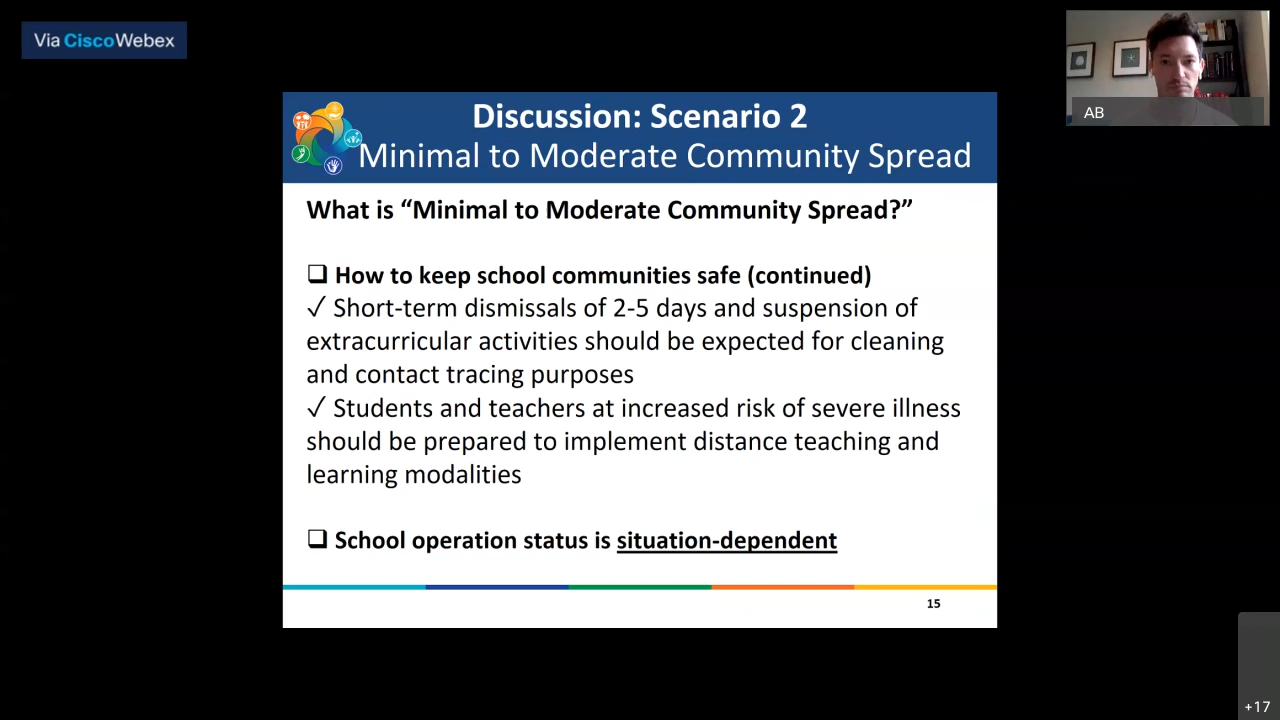 Via CiscoWebex
AB
Discussion: Scenario 2
Minimal to Moderate Community Spread
What is “Minimal to Moderate Community Spread?”
❑ How to keep school communities safe (continued)
✓ Short-term dismissals of 2-5 days and suspension of
extracurricular activities should be expected for cleaning
and contact tracing purposes
✓ Students and teachers at increased risk of severe illness
should be prepared to implement distance teaching and
learning modalities
❑ School operation status is situation-dependent
15
+17